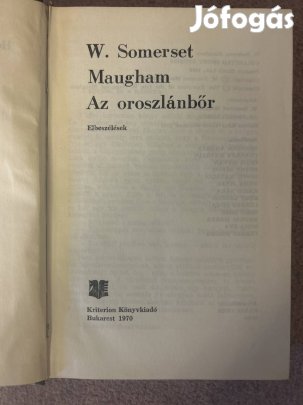 Jófogás
W. Somerset
Maugham
Az oroszlánbőr
Elbeszélések
Kriterion Könyvkiadó
Bukarest 1970